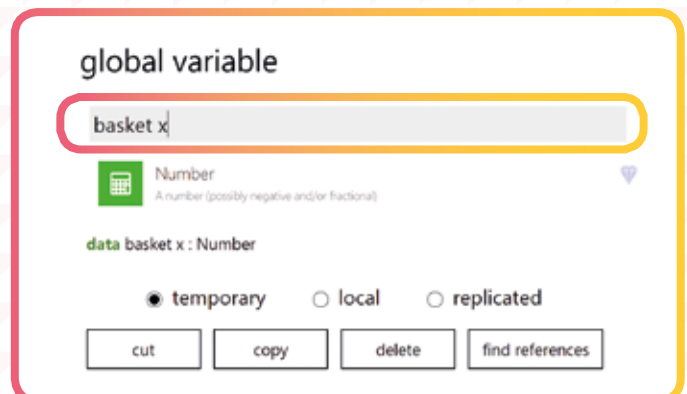 global variable
basket x
Number
A number (possibly negative and/or fractional)
data basket x : Number
temporary local replicated
cut copy delete find references